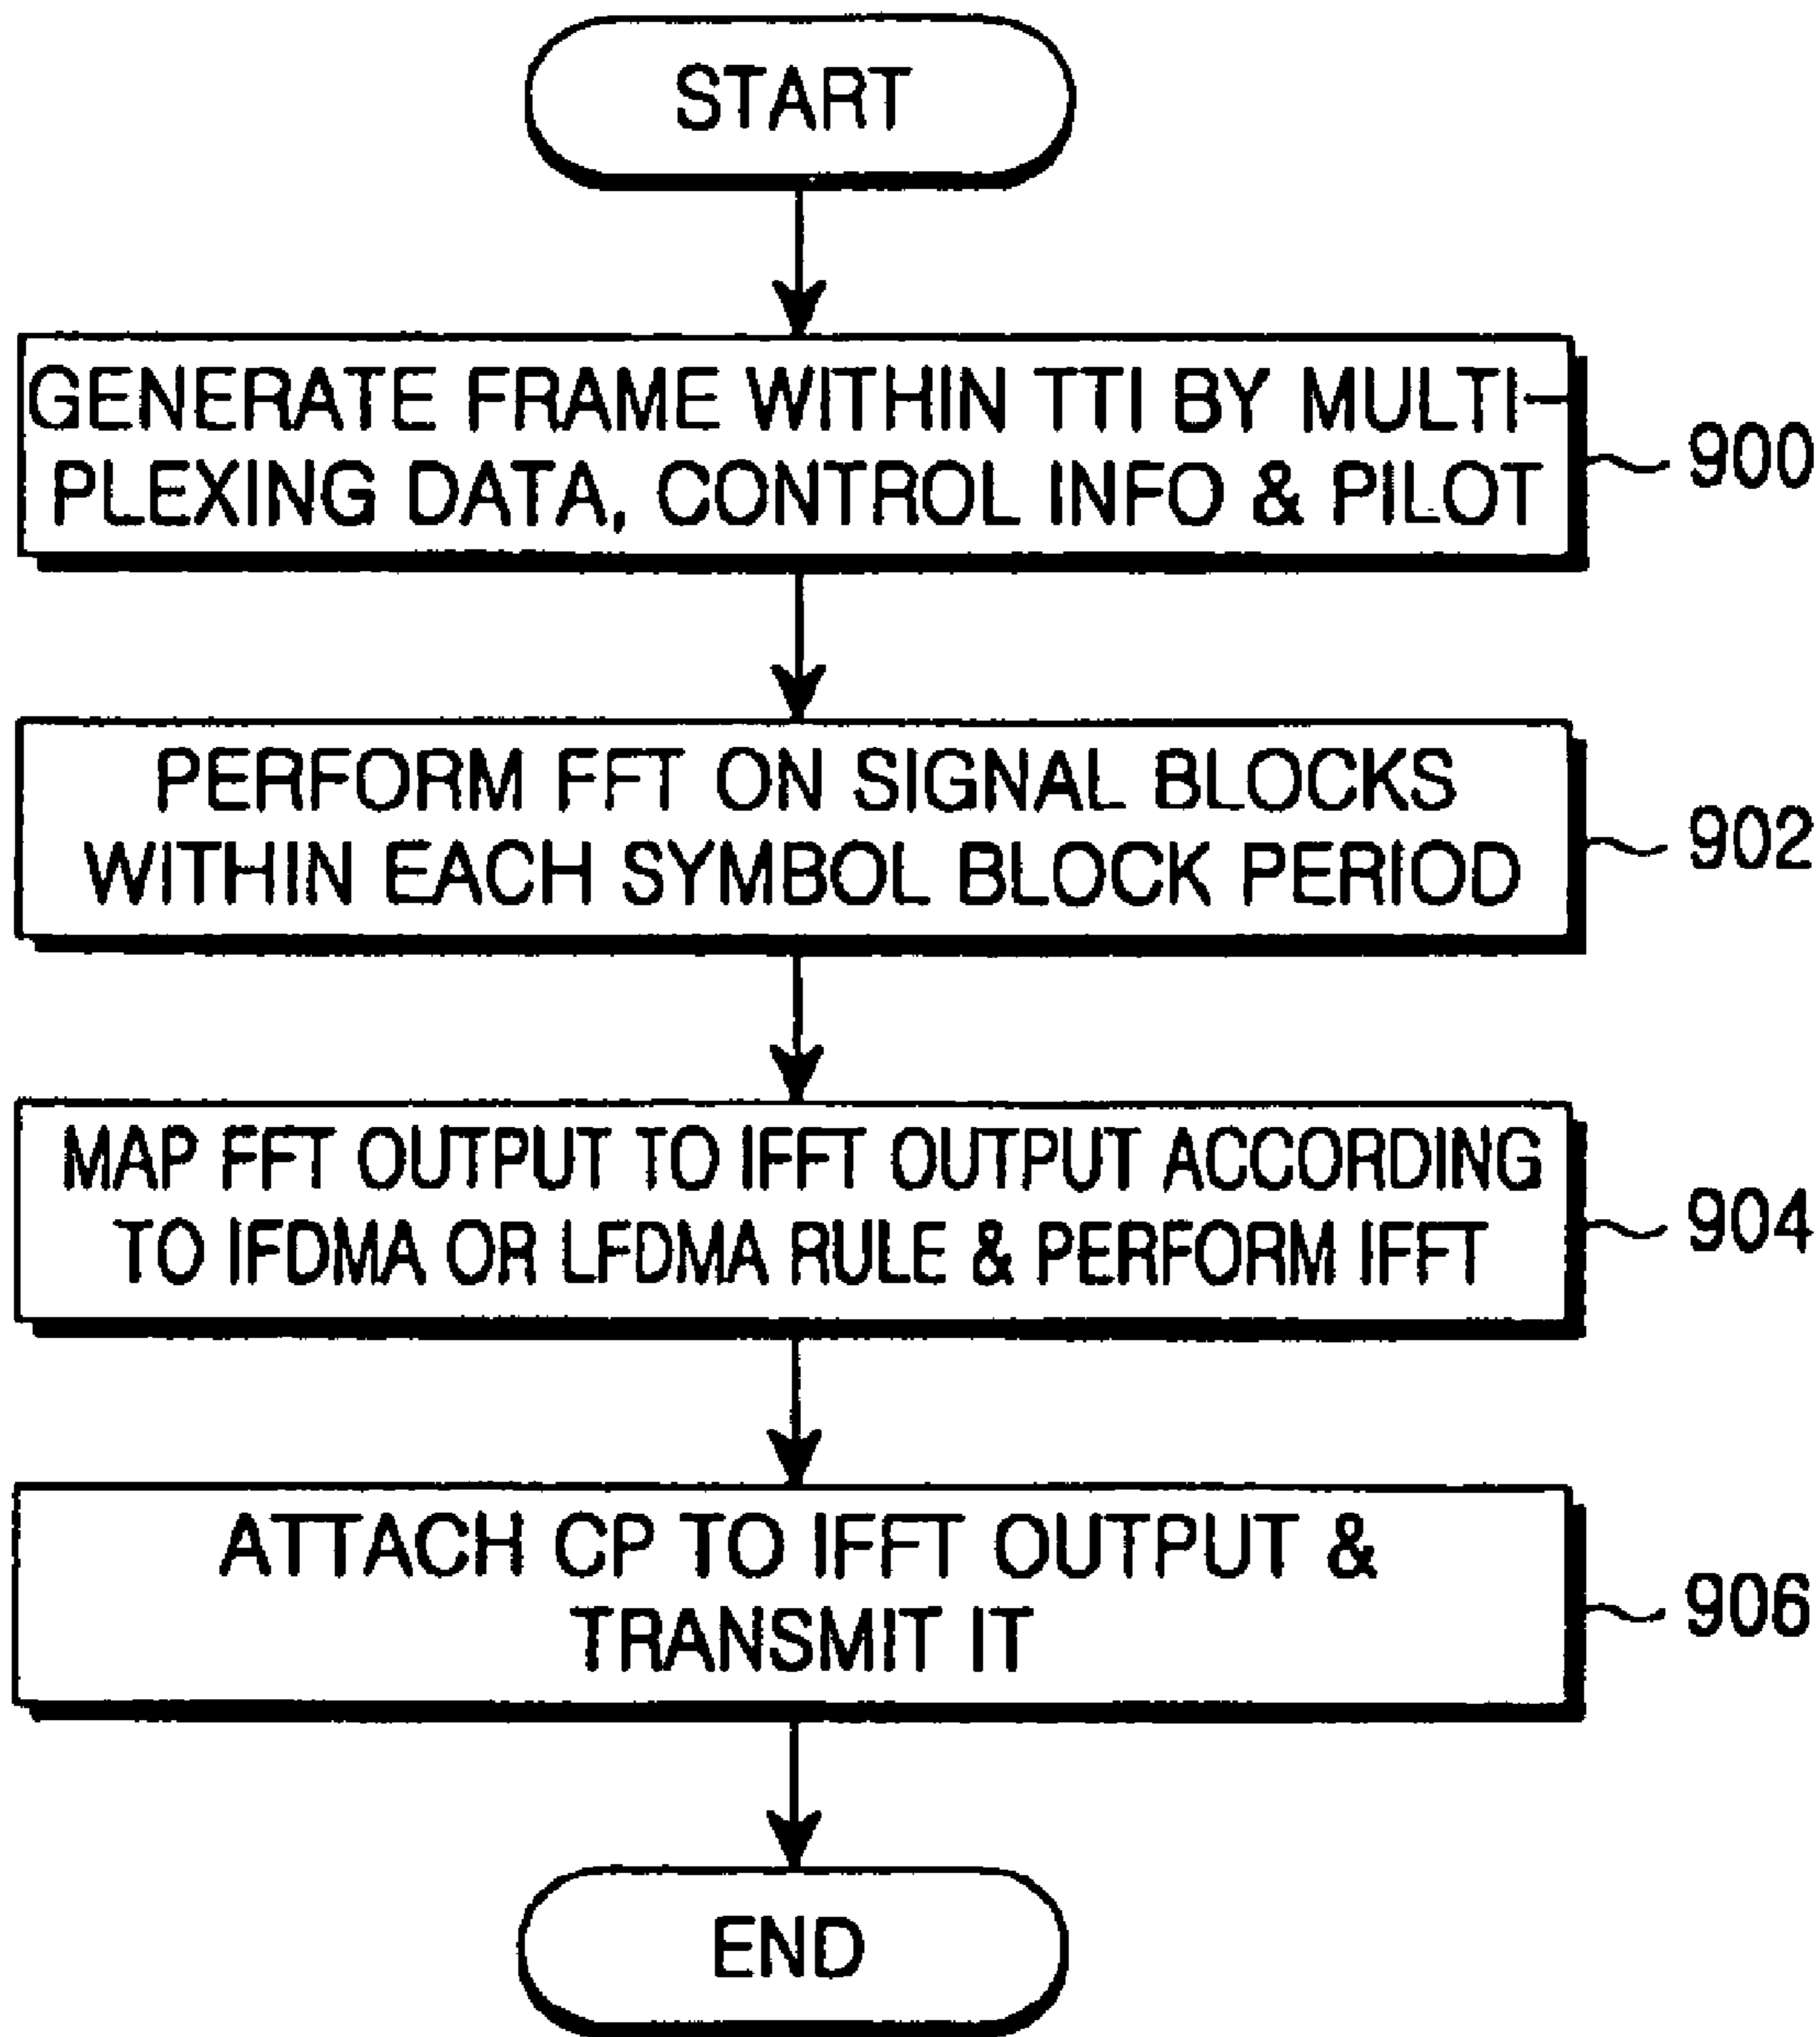 START
GENERATE FRAME WITHIN TTI BY MULTI-
PLEXING DATA, CONTROL INFO & PILOT
900
PERFORM FFT ON SIGNAL BLOCKS
WITHIN EACH SYMBOL BLOCK PERIOD
902
MAP FFT OUTPUT TO IFFT OUTPUT ACCORDING
TO IFDMA OR LFDMA RULE & PERFORM IFFT
904
ATTACH CP TO IFFT OUTPUT &
TRANSMIT IT
906
END